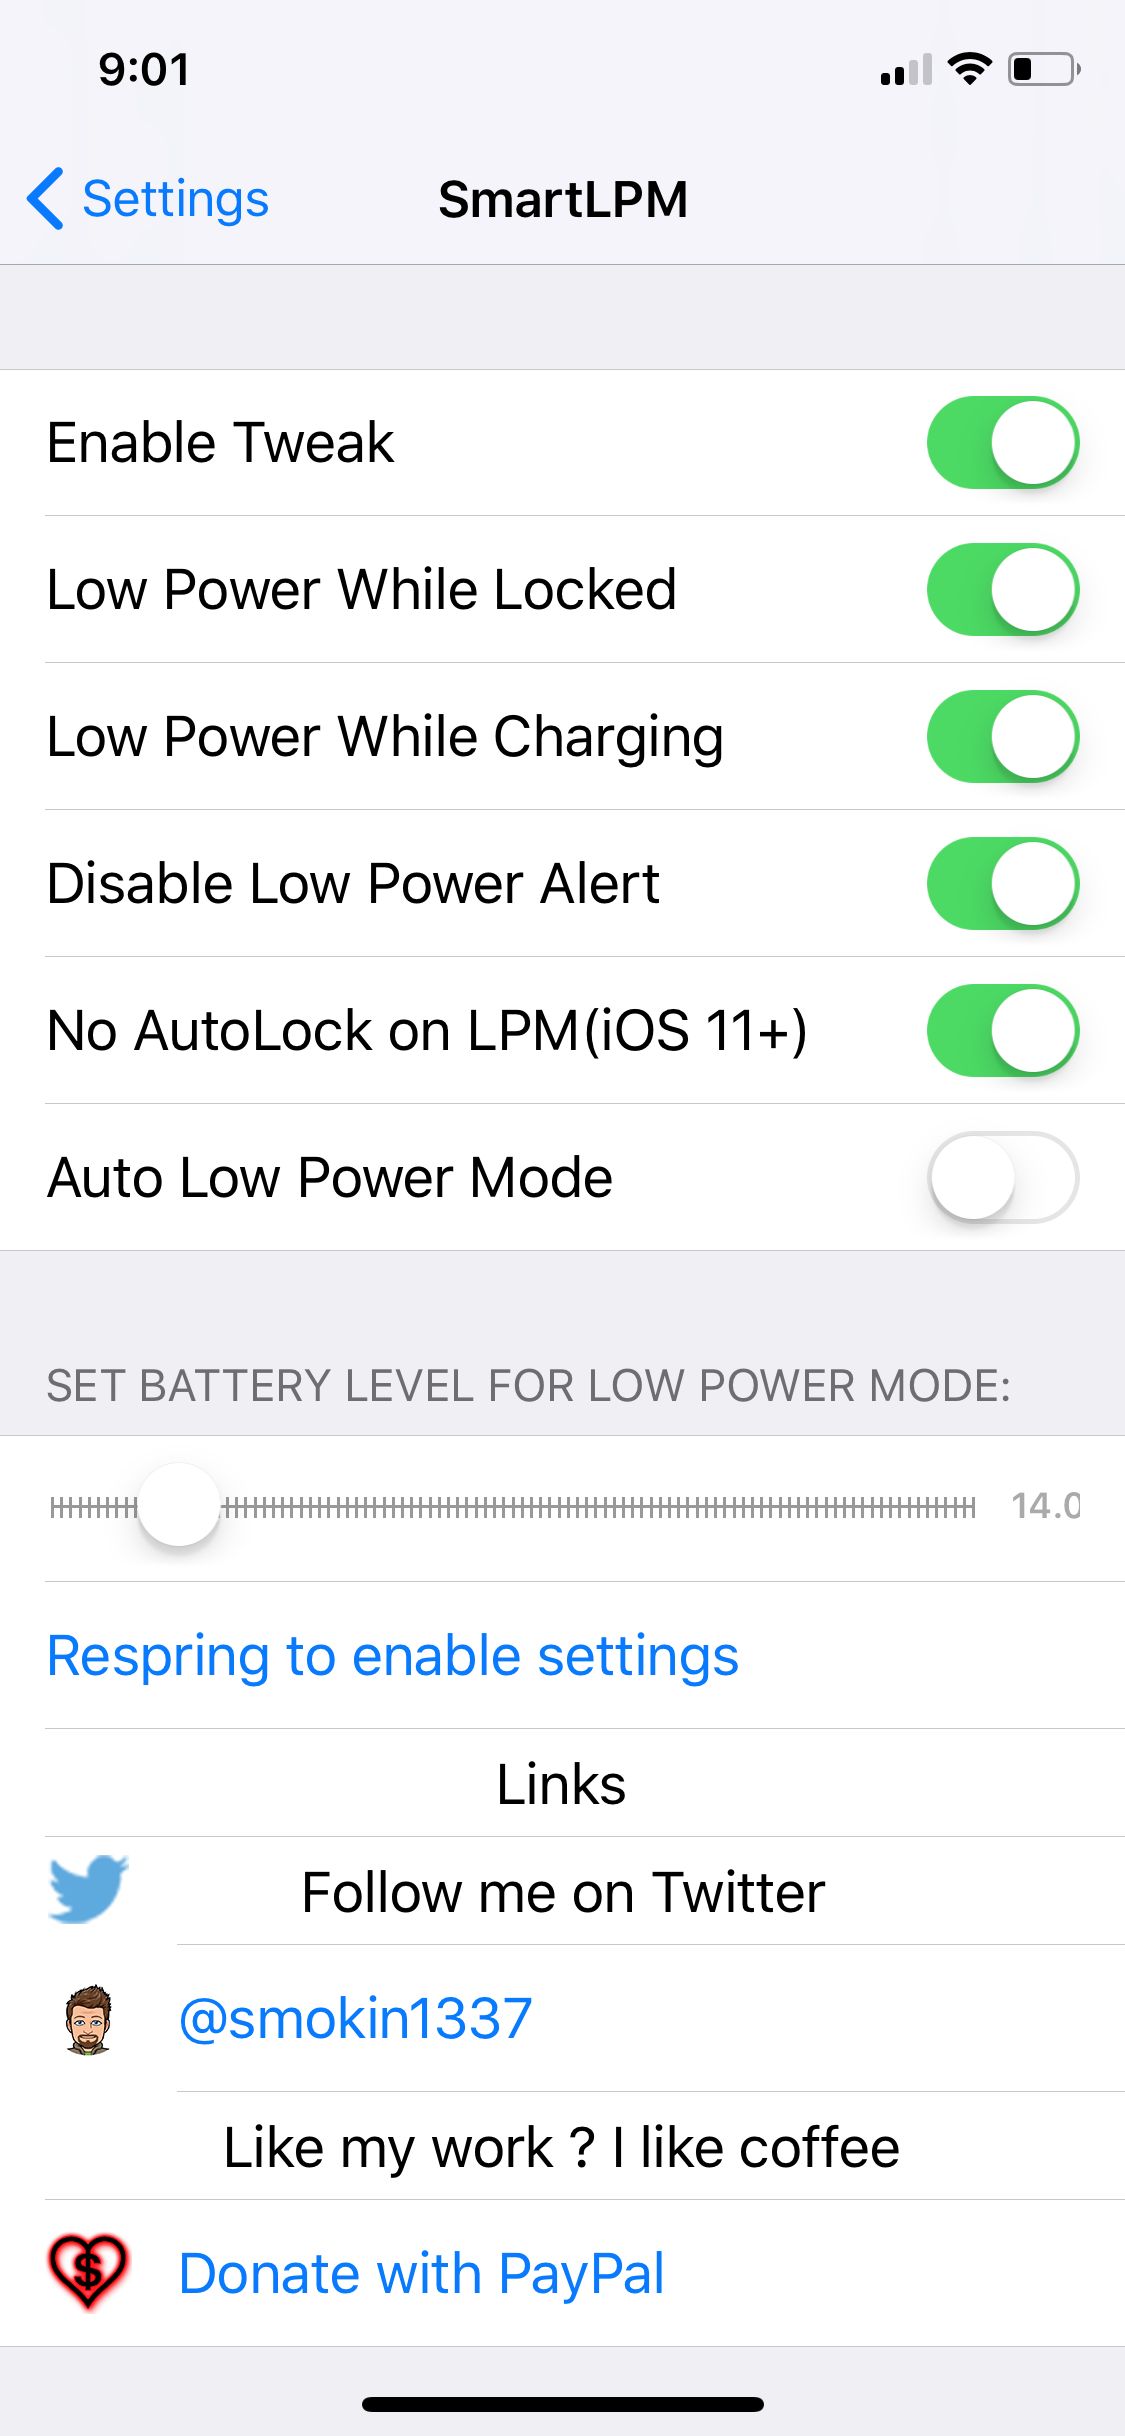 9:01
Settings
SmartLPM
Enable Tweak
Low Power While Locked
Low Power While Charging
Disable Low Power Alert
No AutoLock on LPM(iOS 11+)
Auto Low Power Mode
SET BATTERY LEVEL FOR LOW POWER MODE:
14.0
Respring to enable settings
Links
Follow me on Twitter
@smokin1337
Like my work ? I like coffee
$
Donate with PayPal